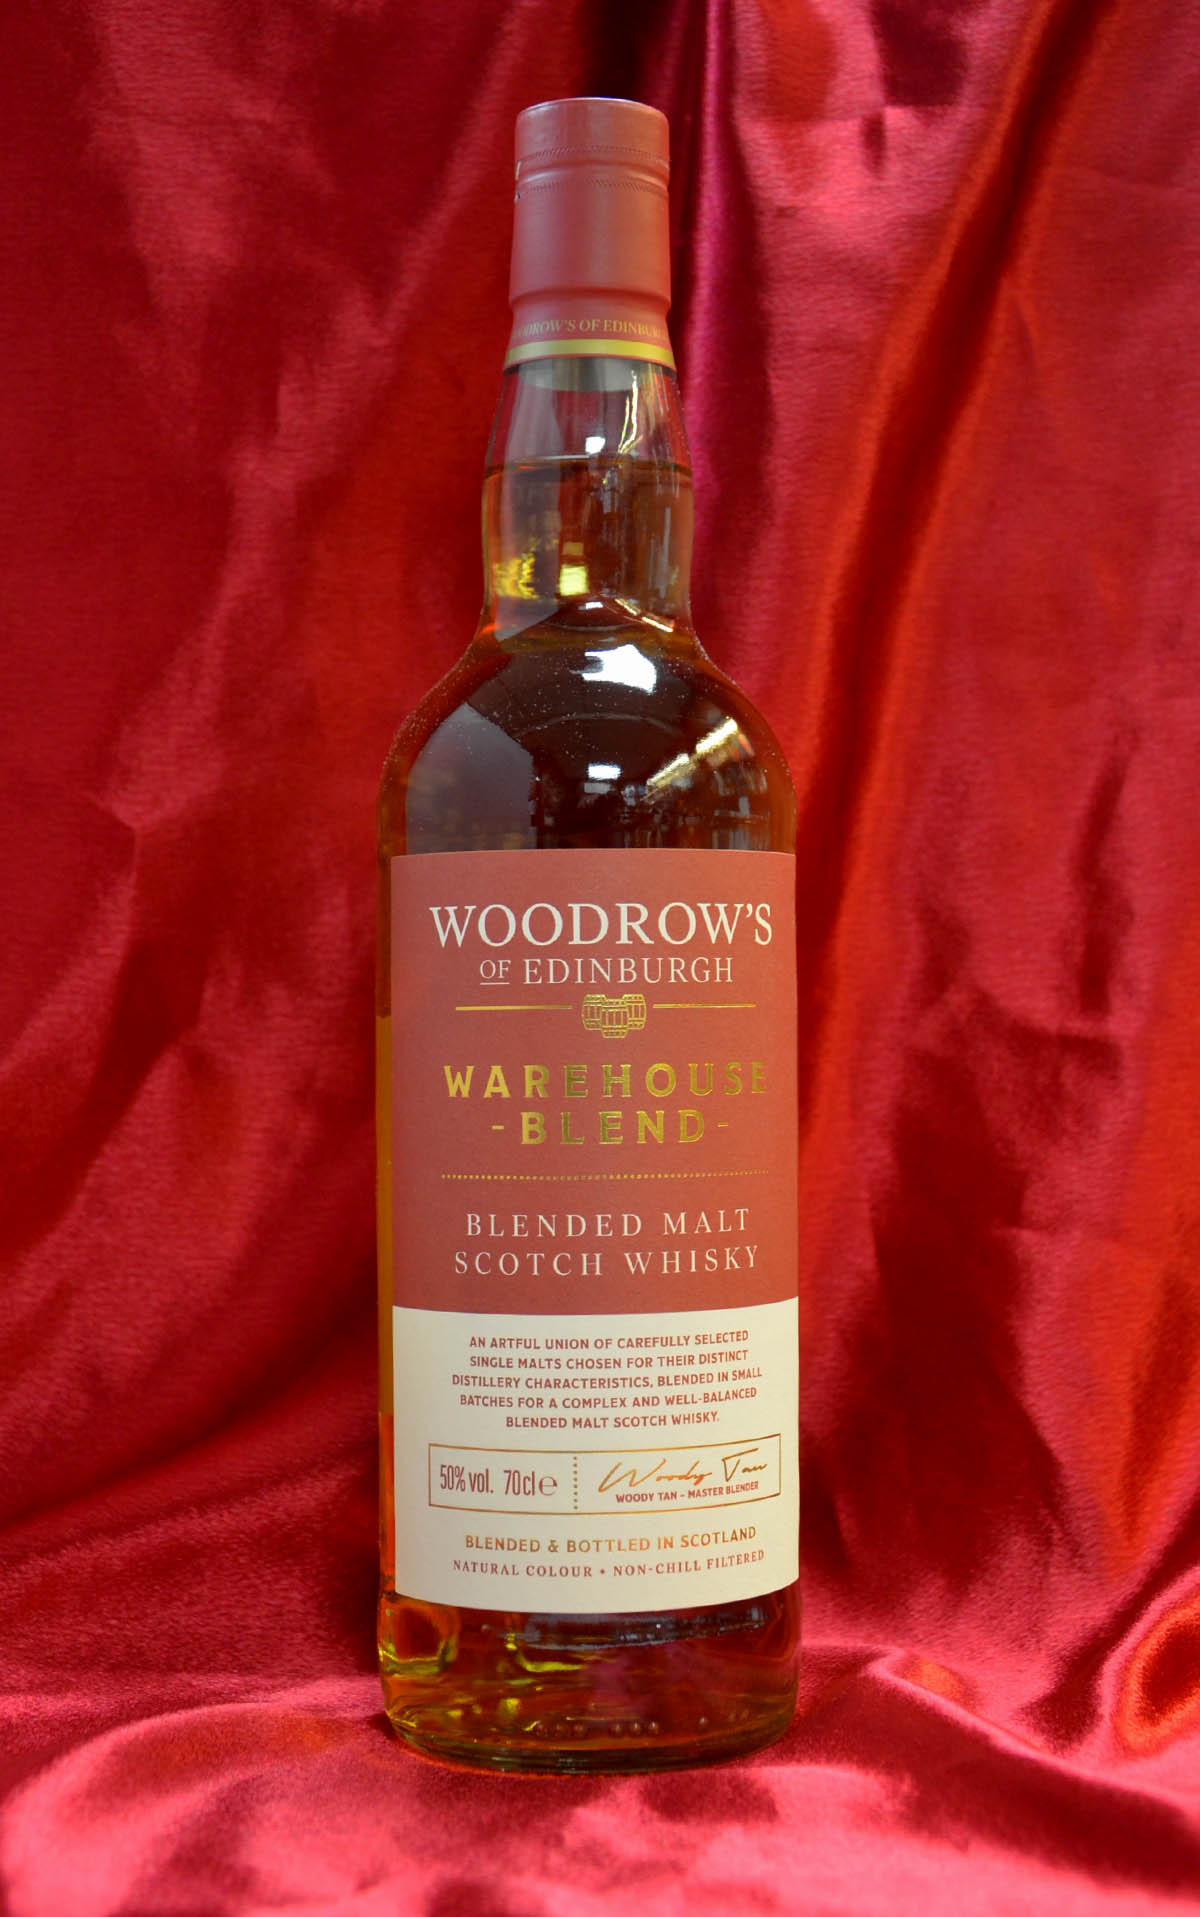 WOODROW'S OF EDINBURGH
WOODROW'S
OF EDINBURGH
WAREHOUSE
-BLEND-
BLENDED MALT
SCOTCH WHISKY
AN ARTFUL UNION OF CAREFULLY SELECTED
SINGLE MALTS CHOSEN FOR THEIR DISTINCT
DISTILLERY CHARACTERISTICS, BLENDED IN SMALL
BATCHES FOR A COMPLEX AND WELL-BALANCED
BLENDED MALT SCOTCH WHISKY.
50% vol. 70cl e
Woody Tan
WOODY TAN - MASTER BLENDER
BLENDED & BOTTLED IN SCOTLAND
NATURAL COLOUR • NON-CHILL FILTERED